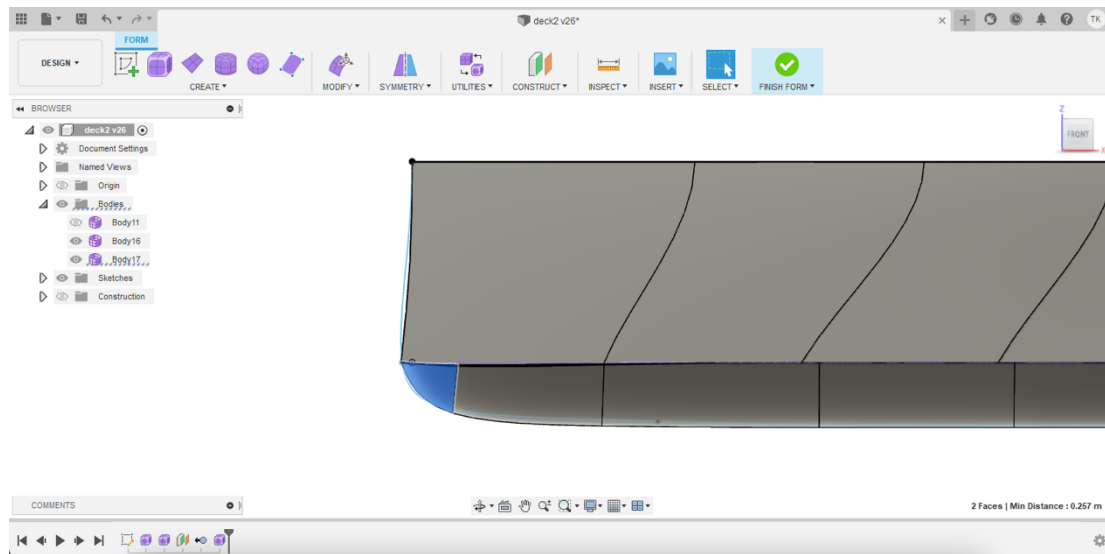 deck2 v26*
TK
FORM
DESIGN
CREATE
MODIFY
SYMMETRY
UTILITIES
CONSTRUCT
INSPECT
INSERT
SELECT
FINISH FORM
BROWSER
deck2 v26
Document Settings
Named Views
Origin
Bodies
Body11
Body16
Body17
Sketches
Construction
Z
FRONT
X
COMMENTS
2 Faces | Min Distance : 0.257 m